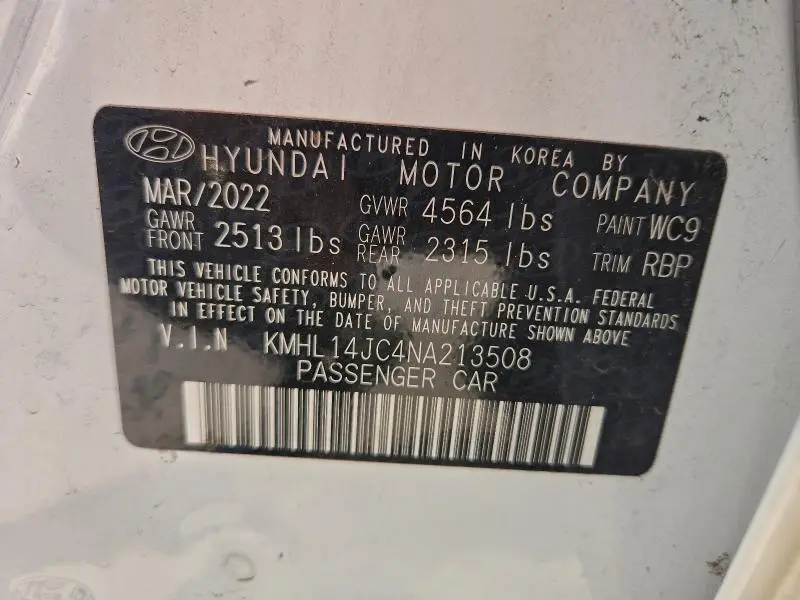 MANUFACTURED IN KOREA BY
HYUNDAI MOTOR COMPANY
MAR/2022 GVWR 4564 lbs PAINT WC9
GAWR FRONT 2513 lbs GAWR REAR 2315 lbs TRIM RBP
THIS VEHICLE CONFORMS TO ALL APPLICABLE U.S.A. FEDERAL
MOTOR VEHICLE SAFETY, BUMPER, AND THEFT PREVENTION STANDARDS
IN EFFECT ON THE DATE OF MANUFACTURE SHOWN ABOVE
V.I.N KMHL14JC4NA213508
PASSENGER CAR